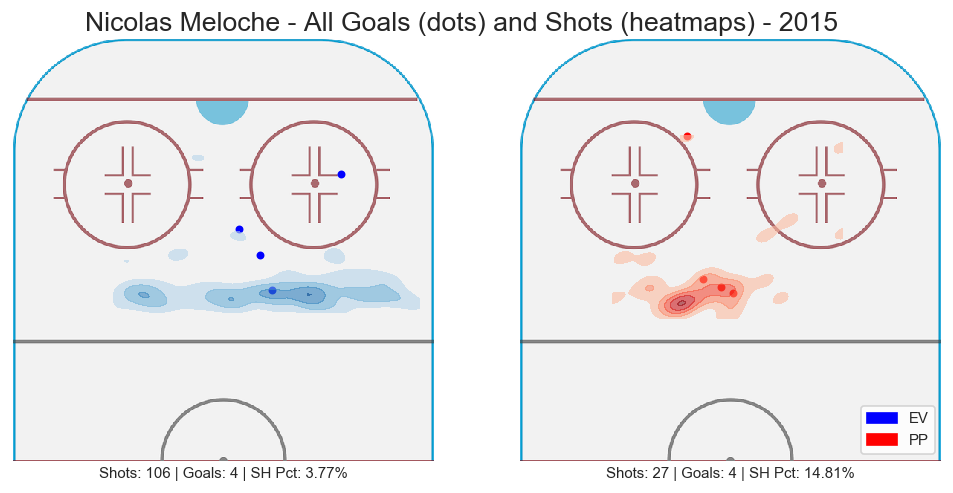 Nicolas Meloche - All Goals (dots) and Shots (heatmaps) - 2015
EV
PP
Shots: 106 | Goals: 4 | SH Pct: 3.77%
Shots: 27 | Goals: 4 | SH Pct: 14.81%